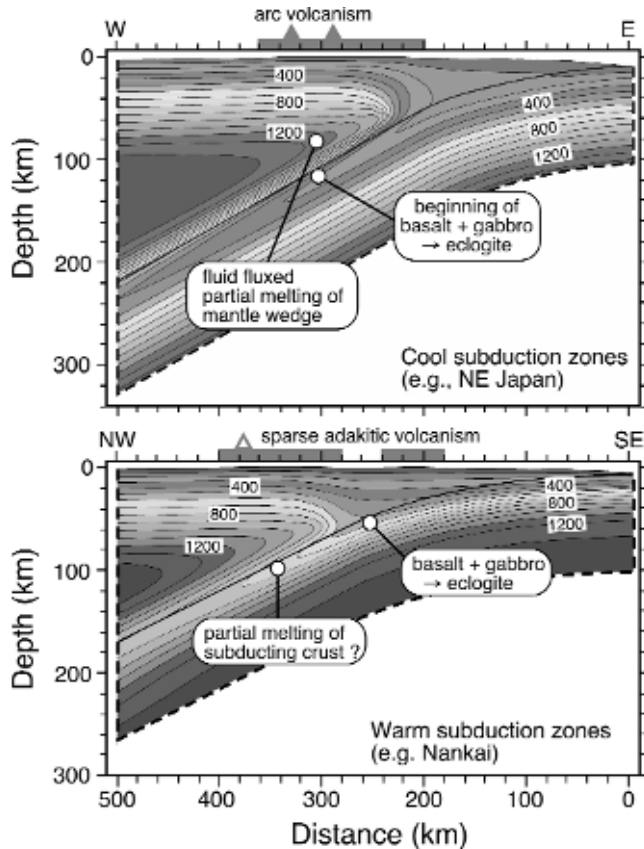 arc volcanism
W
E
0
100
200
300
Depth (km)
400
800
1200
400
800
1200
beginning of
basalt + gabbro
→ eclogite
fluid fluxed
partial melting of
mantle wedge
Cool subduction zones
(e.g., NE Japan)
NW
sparse adakitic volcanism
SE
0
100
200
300
Depth (km)
400
800
1200
400
800
1200
basalt + gabbro
→ eclogite
partial melting of
subducting crust ?
Warm subduction zones
(e.g. Nankai)
500
400
300
200
100
0
Distance (km)